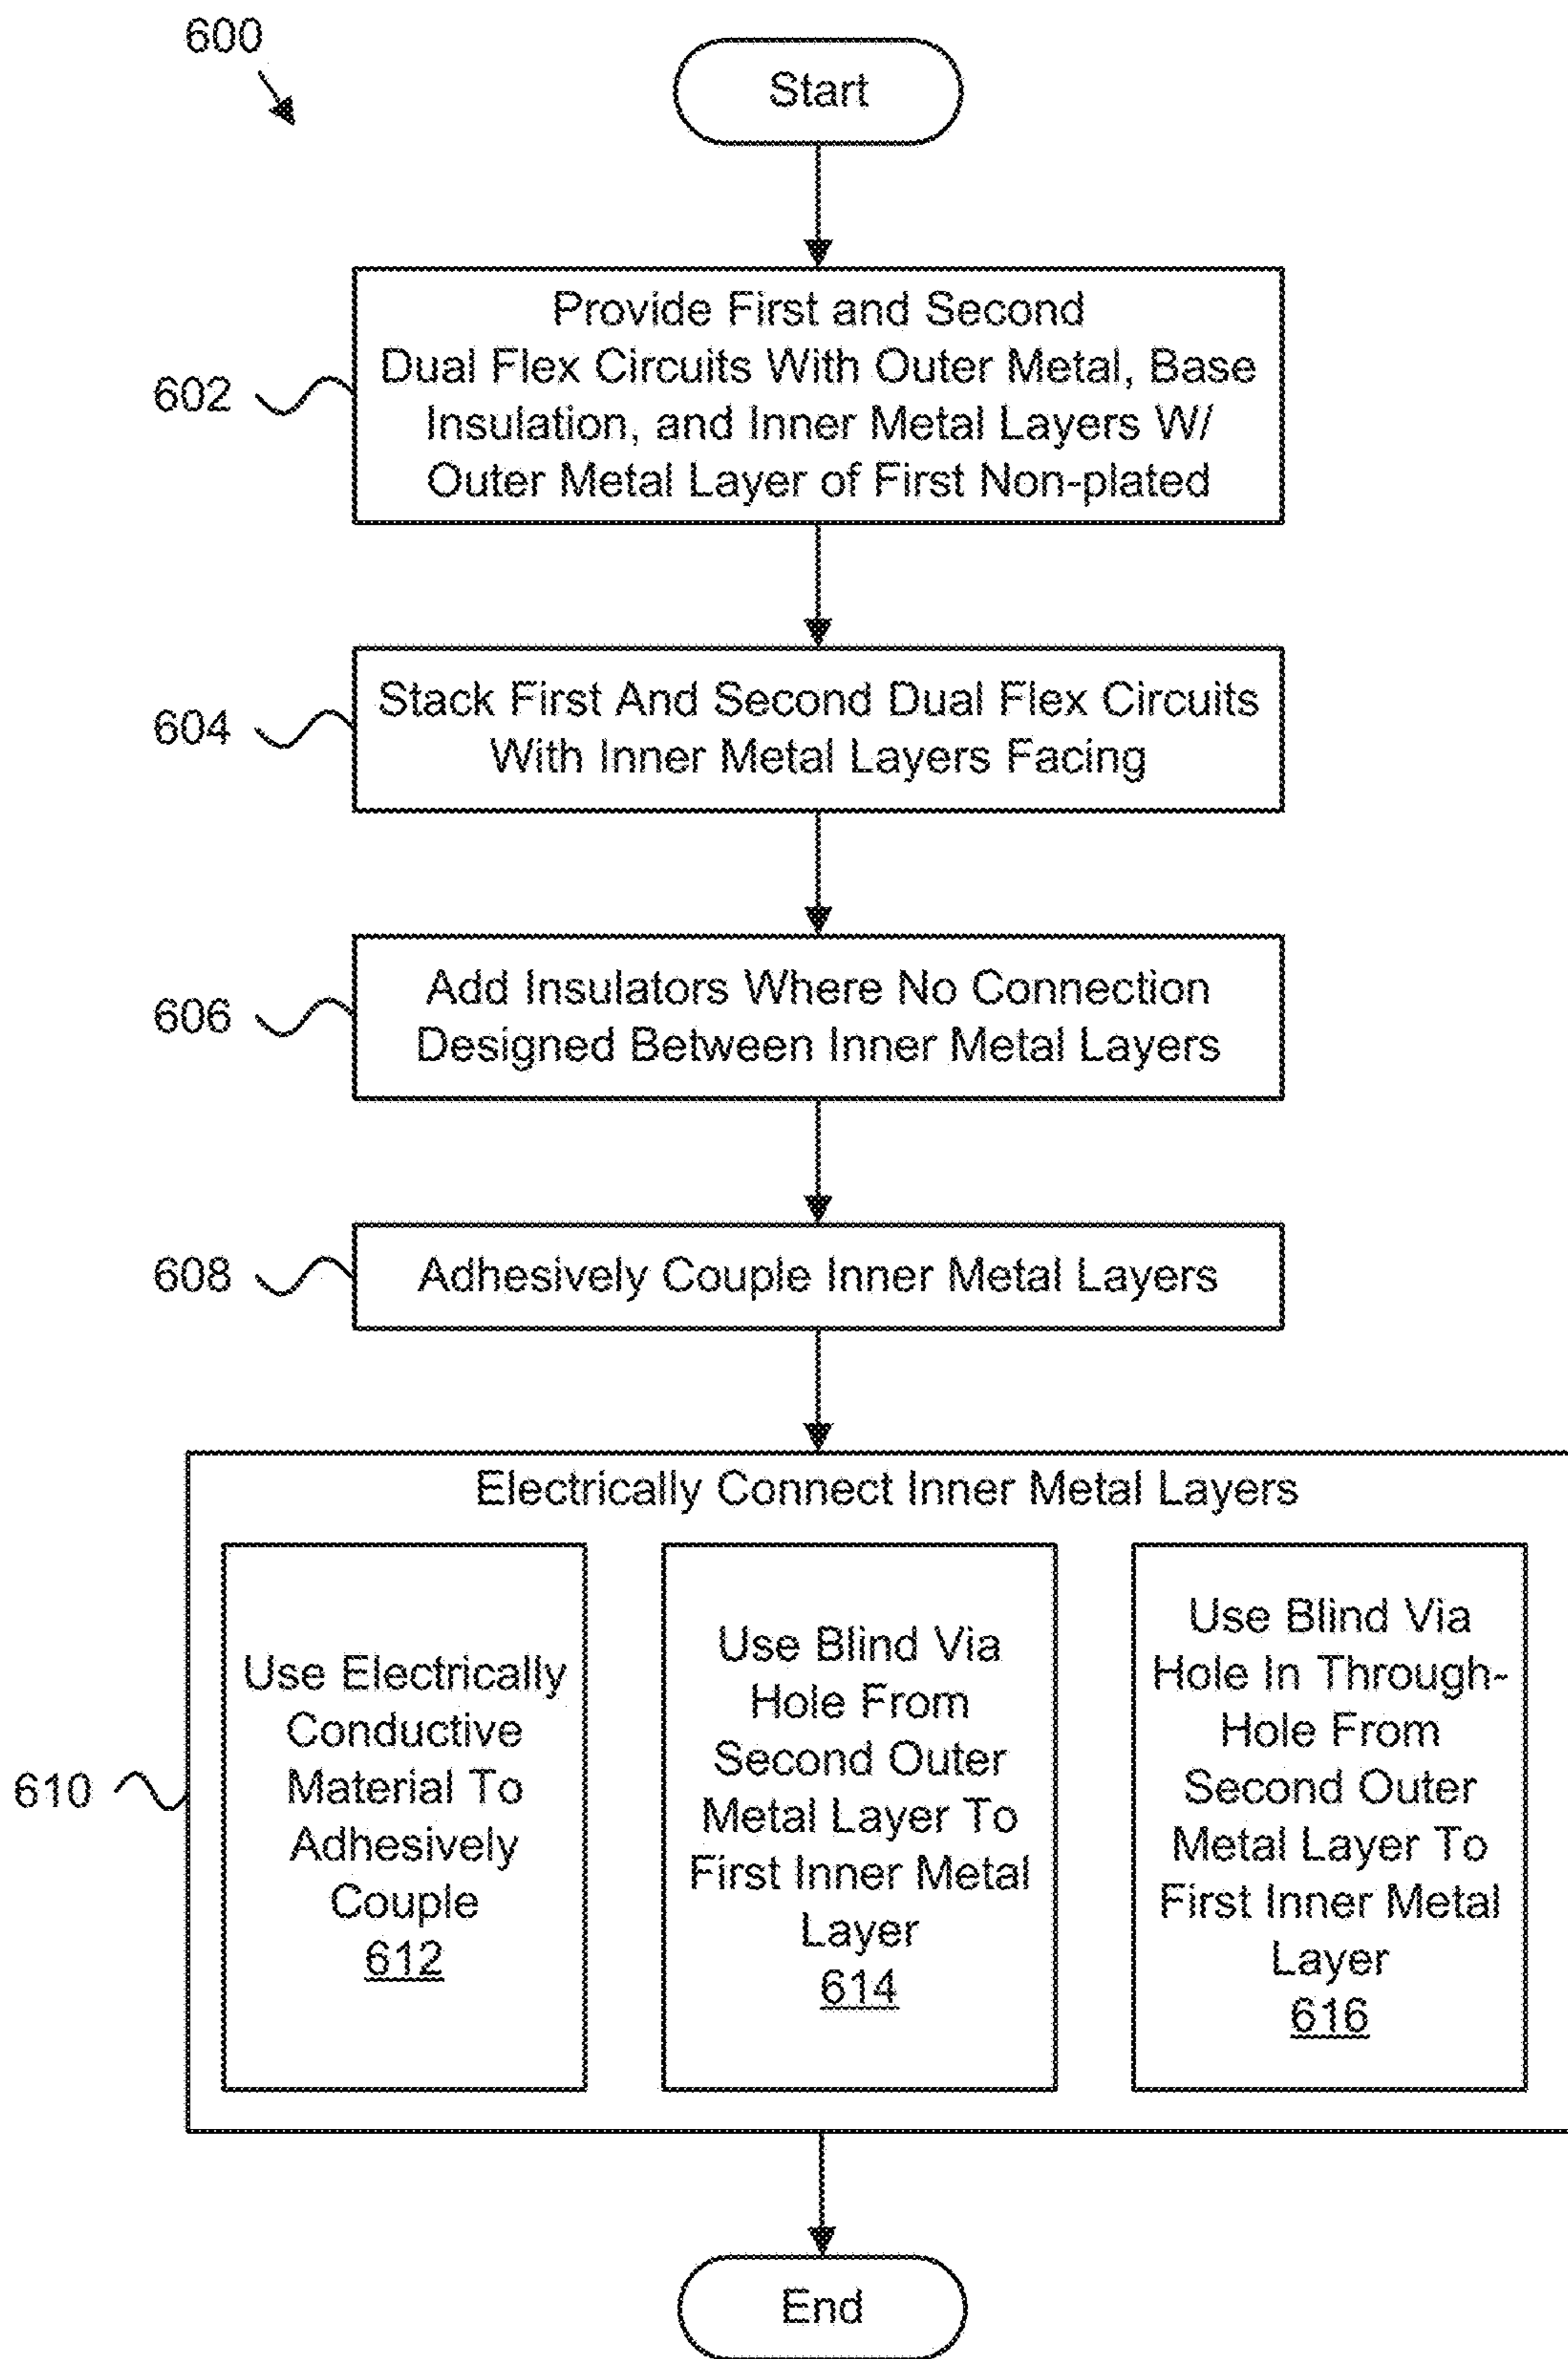 600
Start
602
Provide First and Second
Dual Flex Circuits With Outer Metal, Base
Insulation, and Inner Metal Layers W/
Outer Metal Layer of First Non-plated
604
Stack First And Second Dual Flex Circuits
With Inner Metal Layers Facing
606
Add Insulators Where No Connection
Designed Between Inner Metal Layers
608
Adhesively Couple Inner Metal Layers
610
Electrically Connect Inner Metal Layers
Use Electrically
Conductive
Material To
Adhesively
Couple
612
Use Blind Via
Hole From
Second Outer
Metal Layer To
First Inner Metal
Layer
614
Use Blind Via
Hole In Through-
Hole From
Second Outer
Metal Layer To
First Inner Metal
Layer
616
End